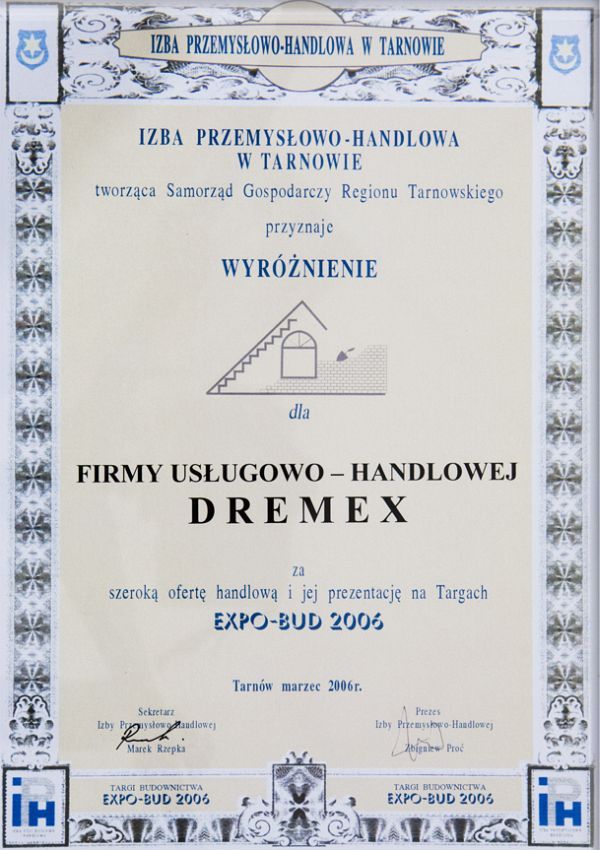 IZBA PRZEMYSŁOWO-HANDLOWA W TARNOWIE
IZBA PRZEMYSŁOWO-HANDLOWA
W TARNOWIE
tworząca Samorząd Gospodarczy Regionu Tarnowskiego
przyznaje
WYRÓŻNIENIE
dla
FIRMY USŁUGOWO – HANDLOWEJ
DREMEX
za
szeroką ofertę handlową i jej prezentację na Targach
EXPO-BUD 2006
Tarnów marzec 2006r.
Sekretarz
Izby Przemysłowo-Handlowej
Marek Rzepka
Prezes
Izby Przemysłowo-Handlowej
Zbigniew Proć
TARGI BUDOWNICTWA
EXPO-BUD 2006
TARGI BUDOWNICTWA
EXPO-BUD 2006
IPH
IPH